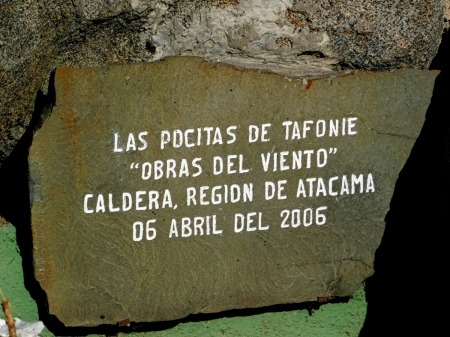 LAS POCITAS DE TAFONIE
"OBRAS DEL VIENTO"
CALDERA, REGION DE ATACAMA
06 ABRIL DEL 2006